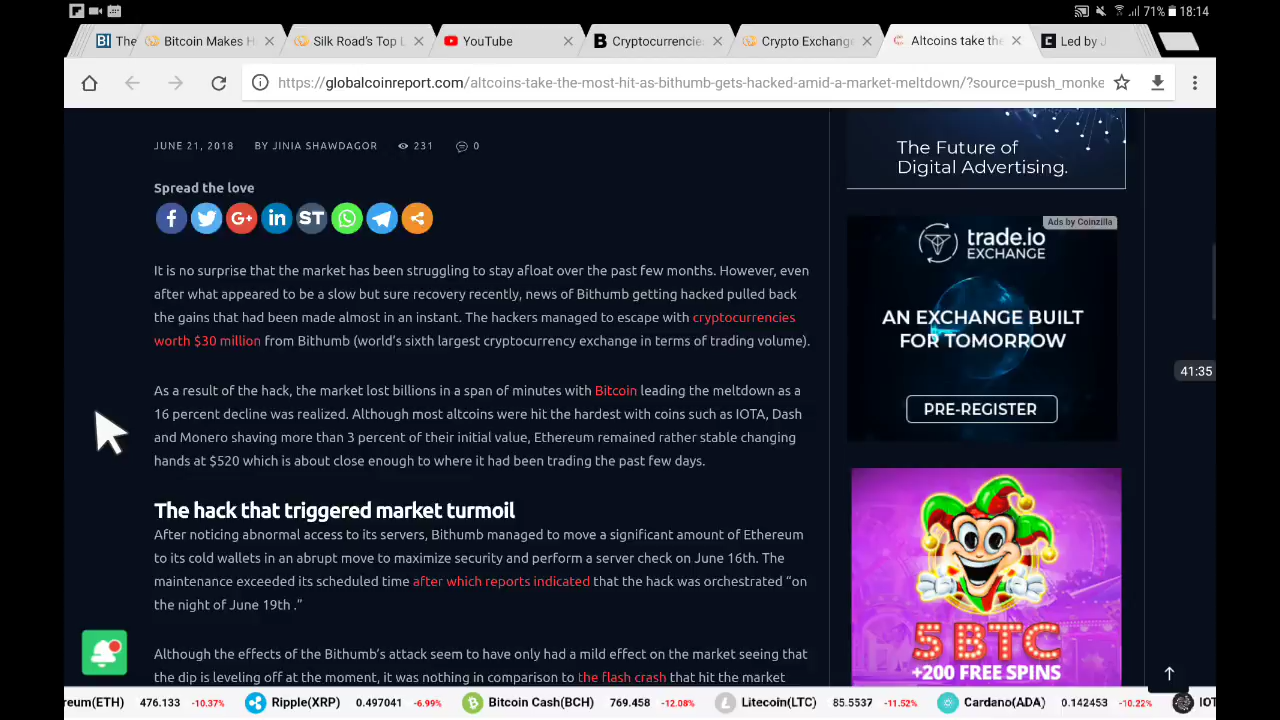 71% 18:14
BI The
Bitcoin Makes H
Silk Road's Top L
YouTube
B Cryptocurrencie
Crypto Exchange
Altcoins take the
Led by J
https://globalcoinreport.com/altcoins-take-the-most-hit-as-bithumb-gets-hacked-amid-a-market-meltdown/?source=push_monke
JUNE 21, 2018 BY JINIA SHAWDAGOR 231 0
Spread the love
f G+ in ST
It is no surprise that the market has been struggling to stay afloat over the past few months. However, even
after what appeared to be a slow but sure recovery recently, news of Bithumb getting hacked pulled back
the gains that had been made almost in an instant. The hackers managed to escape with cryptocurrencies
worth $30 million from Bithumb (world's sixth largest cryptocurrency exchange in terms of trading volume).
As a result of the hack, the market lost billions in a span of minutes with Bitcoin leading the meltdown as a
16 percent decline was realized. Although most altcoins were hit the hardest with coins such as IOTA, Dash
and Monero shaving more than 3 percent of their initial value, Ethereum remained rather stable changing
hands at $520 which is about close enough to where it had been trading the past few days.
The hack that triggered market turmoil
After noticing abnormal access to its servers, Bithumb managed to move a significant amount of Ethereum
to its cold wallets in an abrupt move to maximize security and perform a server check on June 16th. The
maintenance exceeded its scheduled time after which reports indicated that the hack was orchestrated “on
the night of June 19th .”
Although the effects of the Bithumb's attack seem to have only had a mild effect on the market seeing that
the dip is leveling off at the moment, it was nothing in comparison to the flash crash that hit the market
The Future of
Digital Advertising.
Ads by Coinzilla
trade.io
EXCHANGE
AN EXCHANGE BUILT
FOR TOMORROW
PRE-REGISTER
41:35
5 BTC
+200 FREE SPINS
reum(ETH) 476.133 -10.37% Ripple(XRP) 0.497041 -6.99% Bitcoin Cash(BCH) 769.458 -12.08% Litecoin(LTC) 85.5537 -11.52% Cardano(ADA) 0.142453 -10.22% IOT